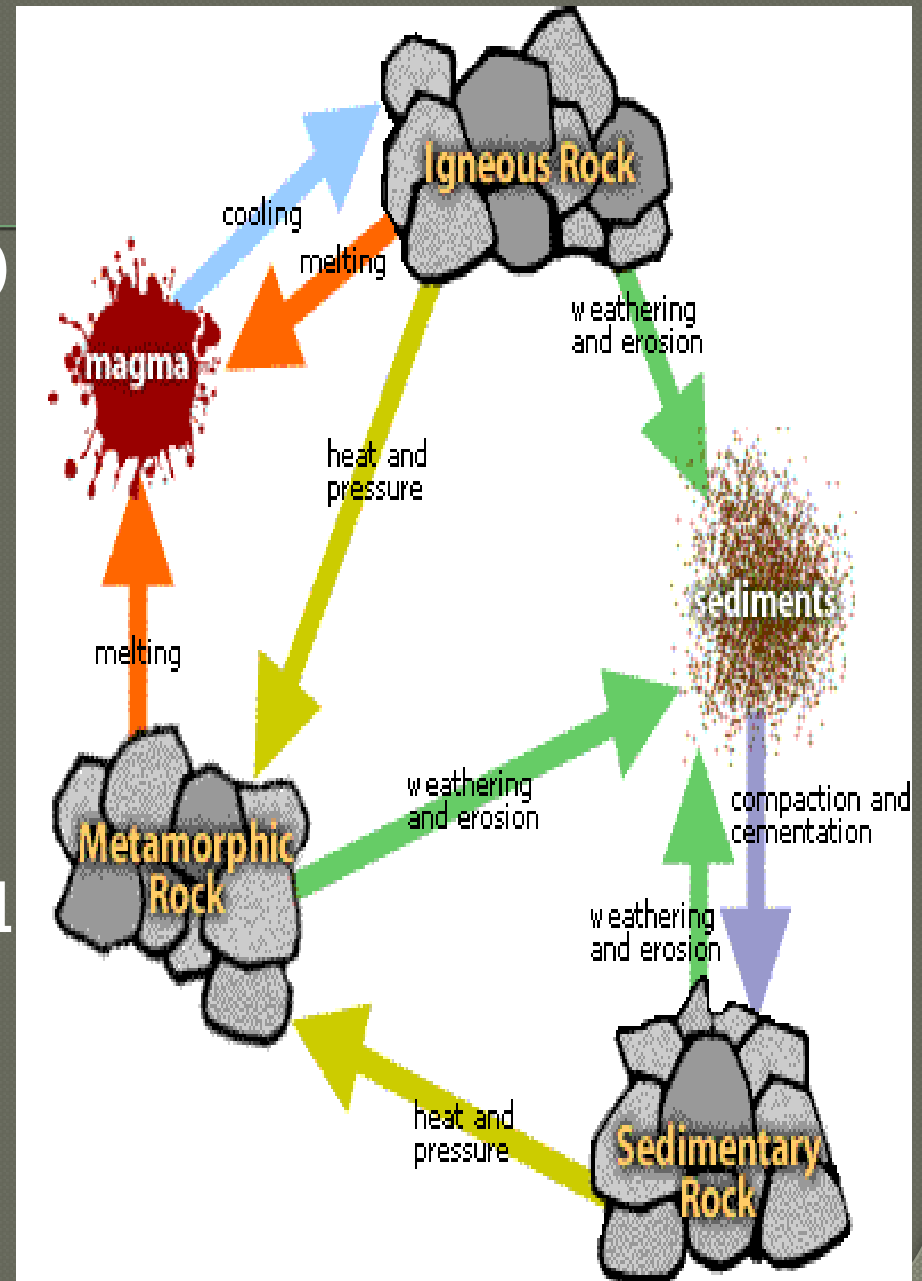 Igneous Rock
cooling
melting
weathering
and erosion
magma
heat and
pressure
sediments
melting
weathering
and erosion
compaction and
cementation
Metamorphic
Rock
weathering
and erosion
heat and
pressure
Sedimentary
Rock